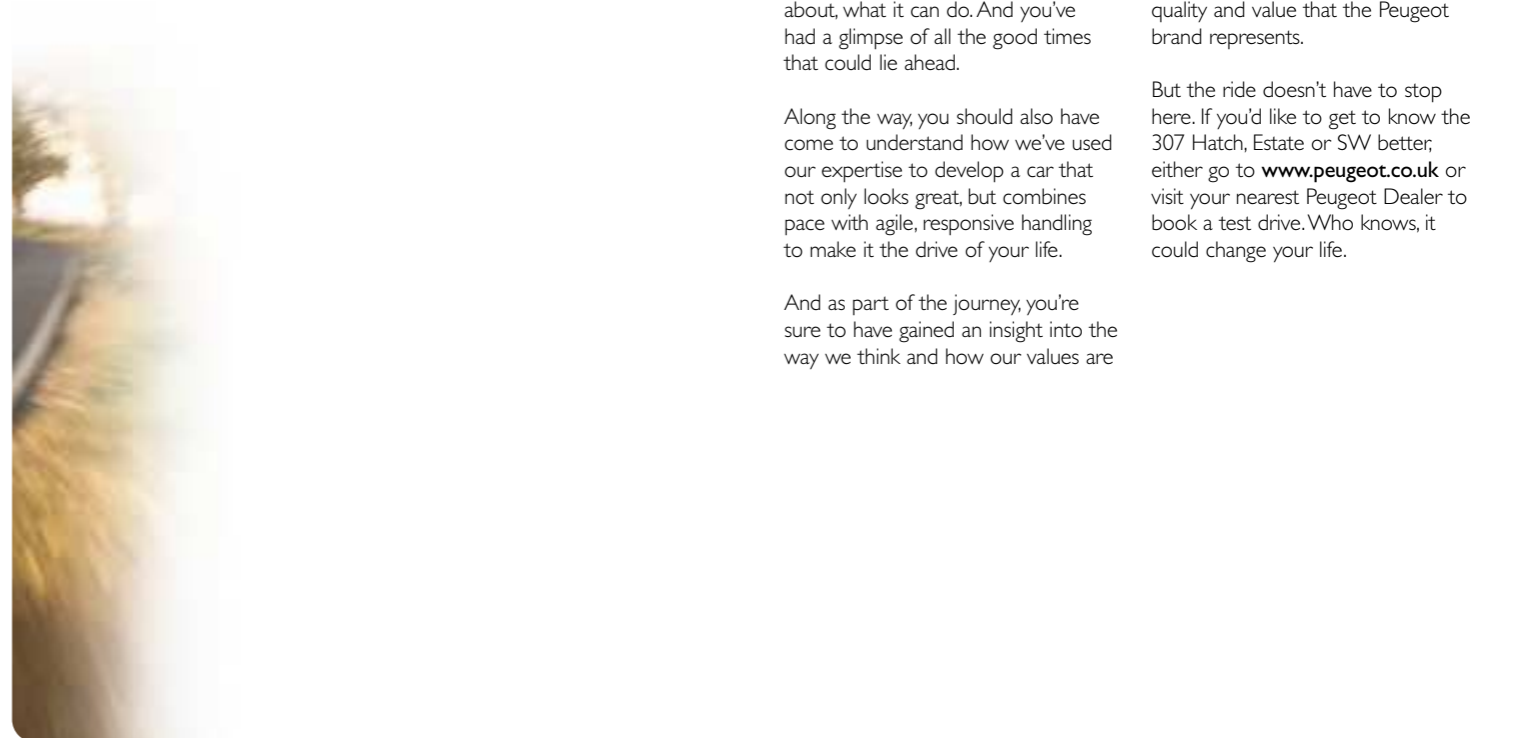 about, what it can do. And you've
had a glimpse of all the good times
that could lie ahead.
Along the way, you should also have
come to understand how we've used
our expertise to develop a car that
not only looks great, but combines
pace with agile, responsive handling
to make it the drive of your life.
And as part of the journey, you're
sure to have gained an insight into the
way we think and how our values are
quality and value that the Peugeot
brand represents.
But the ride doesn't have to stop
here. If you'd like to get to know the
307 Hatch, Estate or SW better,
either go to www.peugeot.co.uk or
visit your nearest Peugeot Dealer to
book a test drive. Who knows, it
could change your life.